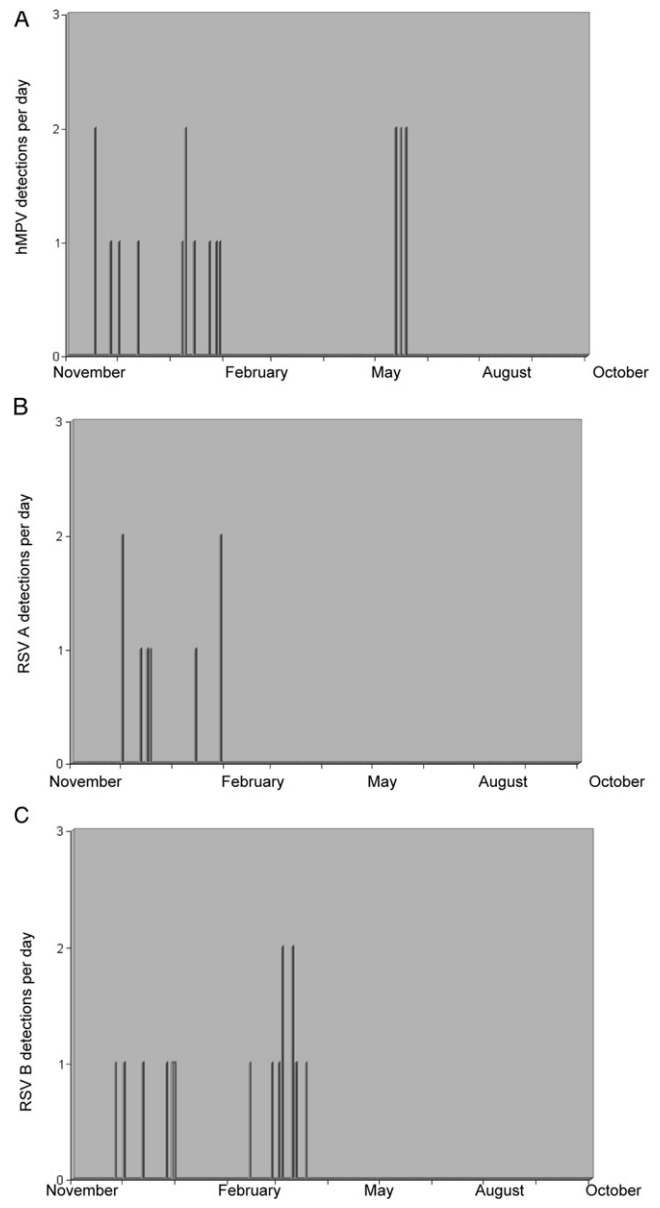 A
hMPV detections per day
3
2
1
0
November February May August October
B
RSV A detections per day
3
2
1
0
November February May August October
C
RSV B detections per day
3
2
1
0
November February May August October